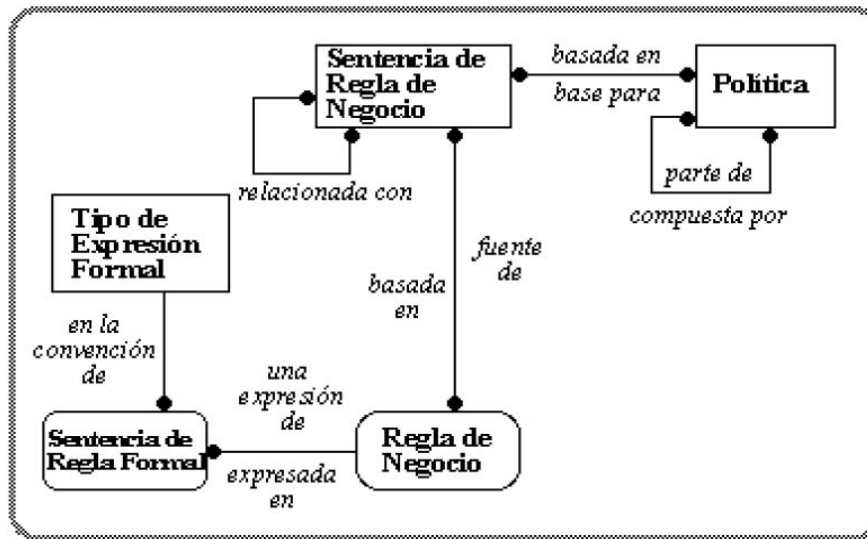 Sentencia de
Regla de
Negocio
basada en
base para
Política
relacionada con
parte de
compuesta por
Tipo de
Expresión
Formal
fuente
de
basada
en
en la
convención
de
una
expresión
de
Sentencia de
Regla Formal
Regla de
Negocio
expresada
en